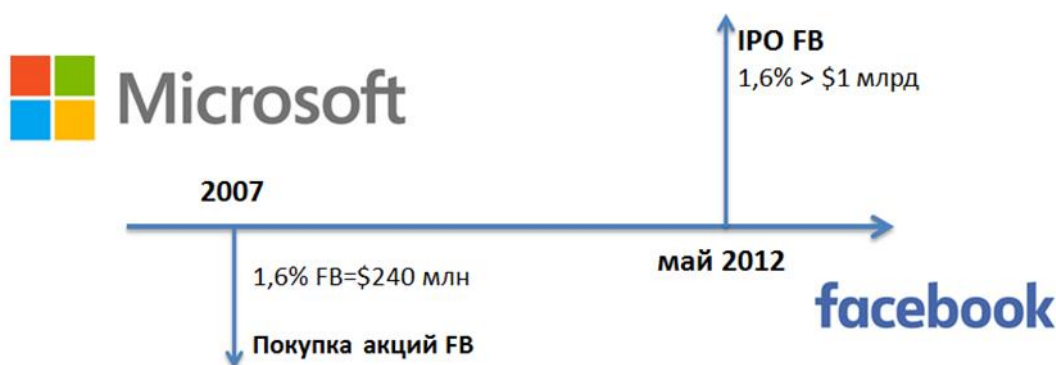 Microsoft
IPO FB
1,6% > $1 млрд
2007
май 2012
1,6% FB=$240 млн
facebook
Покупка акций FB